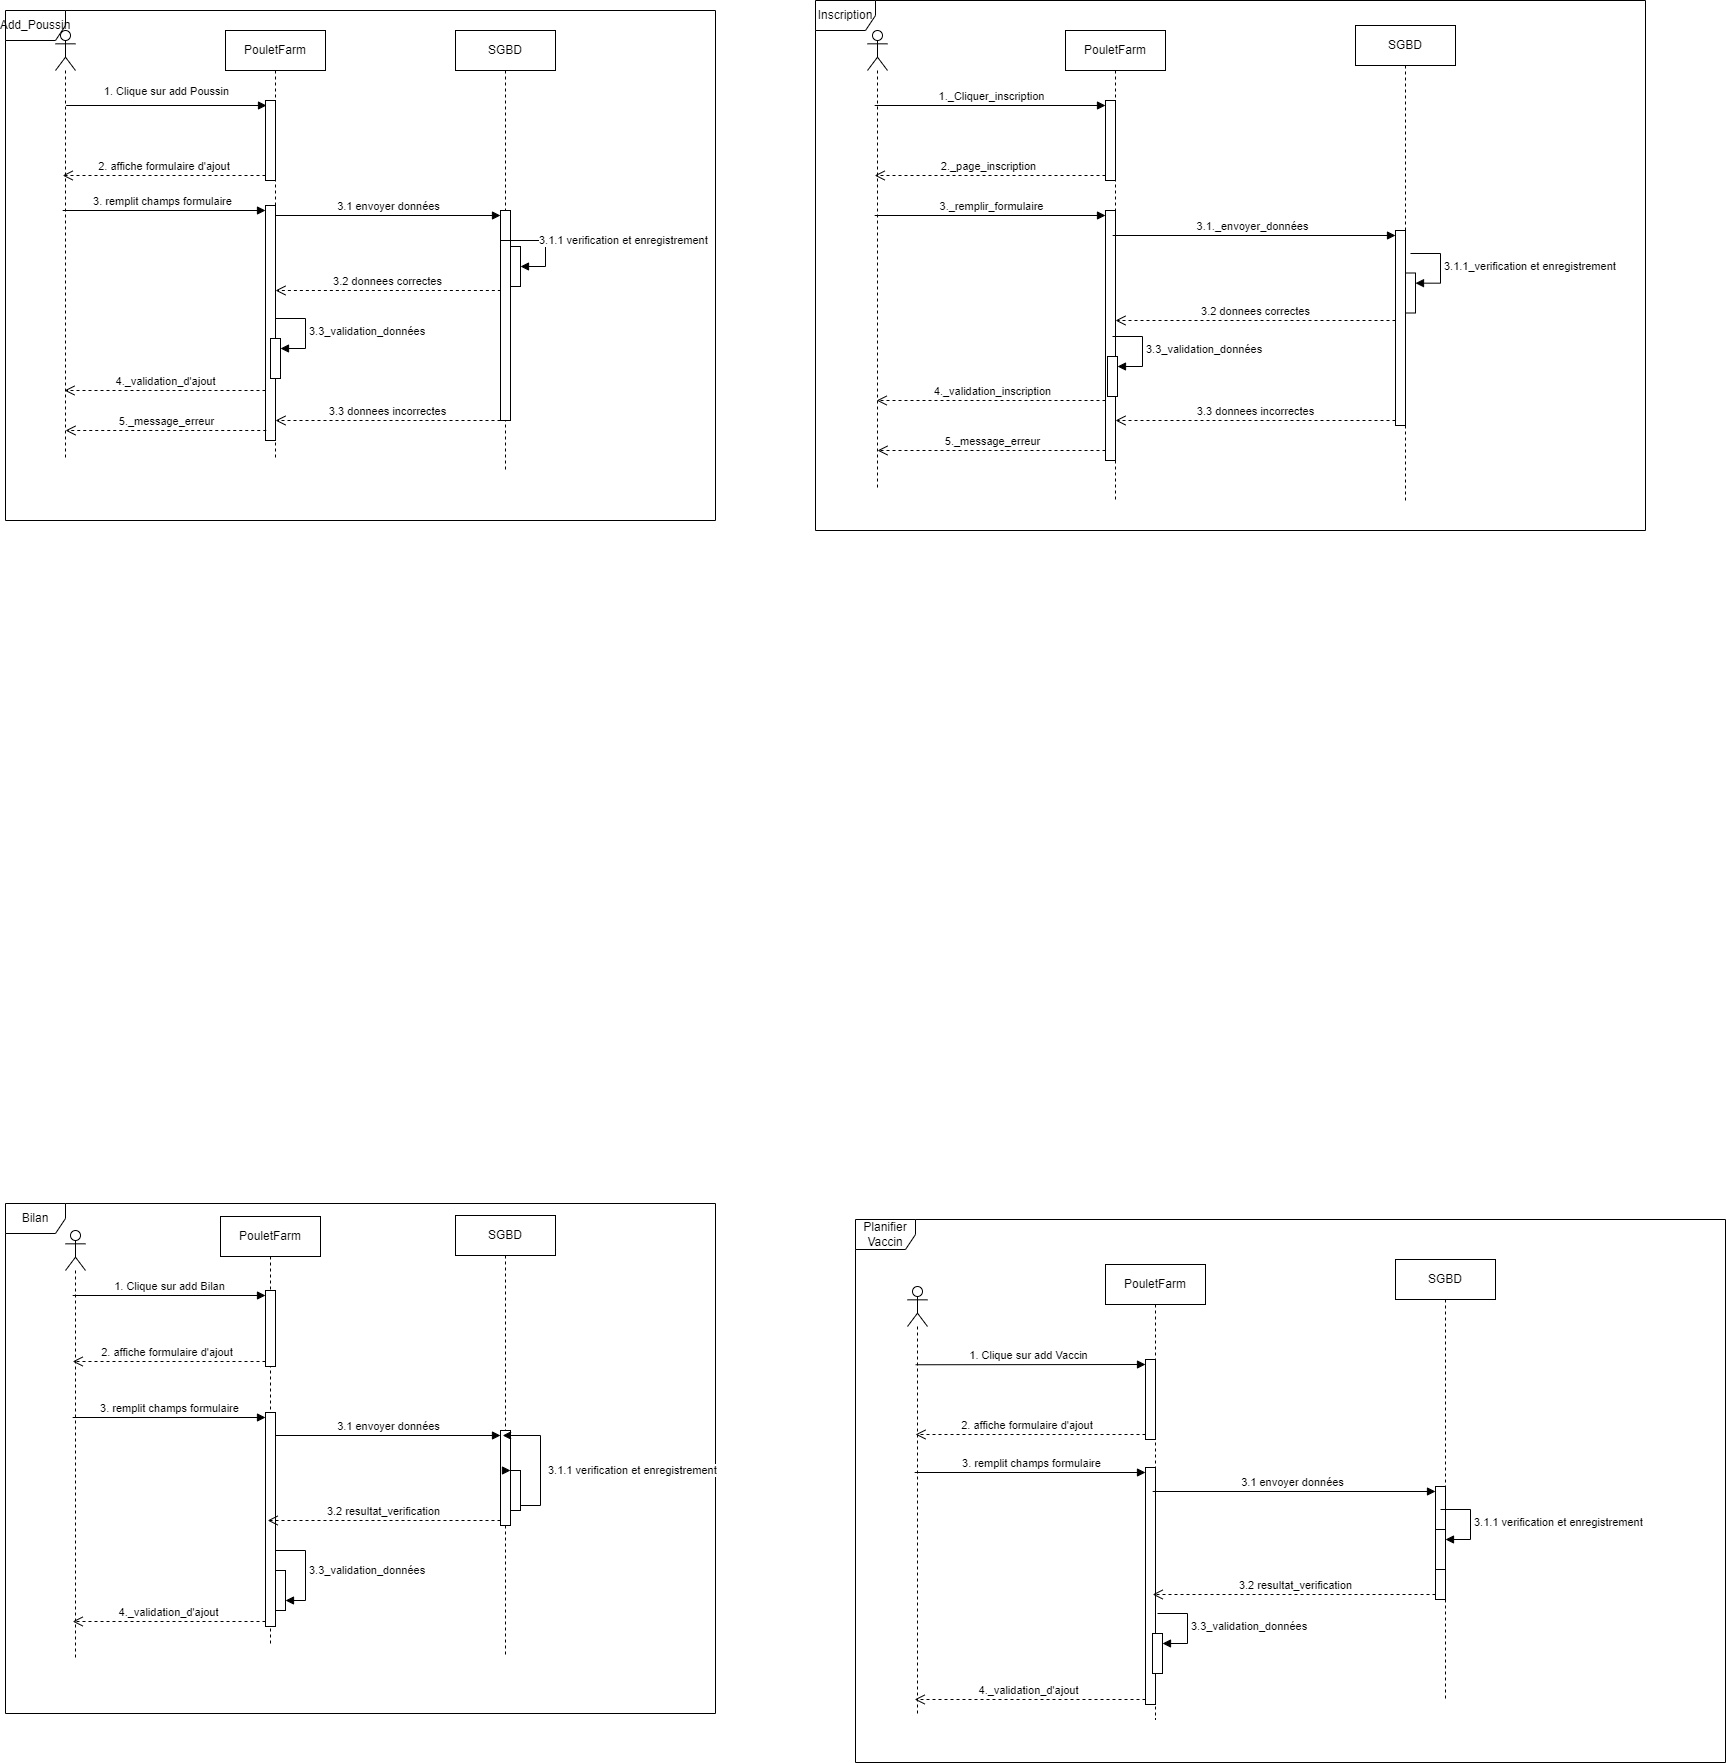 Add_Poussin
PouletFarm
SGBD
1. Clique sur add Poussin
2. affiche formulaire d'ajout
3. remplit champs formulaire
3.1 envoyer données
3.1.1 verification et enregistrement
3.2 donnees correctes
3.3_validation_données
4._validation_d'ajout
3.3 donnees incorrectes
5._message_erreur
Inscription
PouletFarm
SGBD
1._Cliquer_inscription
2._page_inscription
3._remplir_formulaire
3.1._envoyer_données
3.1.1_verification et enregistrement
3.2 donnees correctes
3.3_validation_données
4._validation_inscription
3.3 donnees incorrectes
5._message_erreur
Bilan
PouletFarm
SGBD
1. Clique sur add Bilan
2. affiche formulaire d'ajout
3. remplit champs formulaire
3.1 envoyer données
3.1.1 verification et enregistrement
3.2 resultat_verification
3.3_validation_données
4._validation_d'ajout
Planifier
Vaccin
PouletFarm
SGBD
1. Clique sur add Vaccin
2. affiche formulaire d'ajout
3. remplit champs formulaire
3.1 envoyer données
3.1.1 verification et enregistrement
3.2 resultat_verification
3.3_validation_données
4._validation_d'ajout